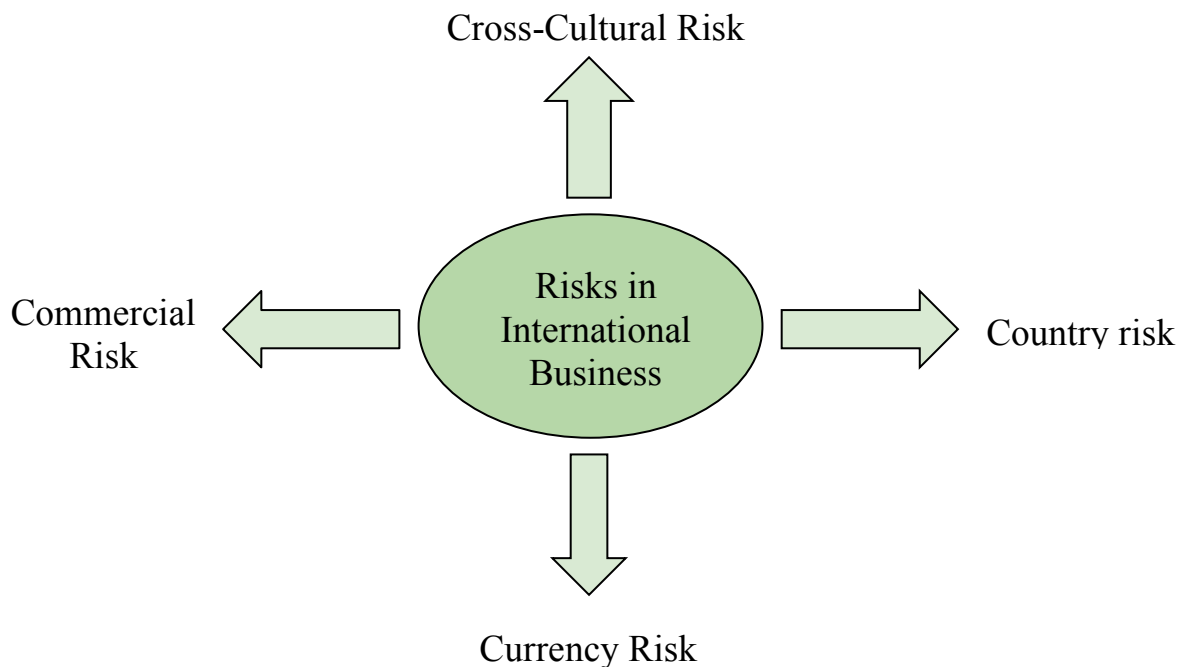 Cross-Cultural Risk
Commercial
Risk
Risks in
International
Business
Country risk
Currency Risk